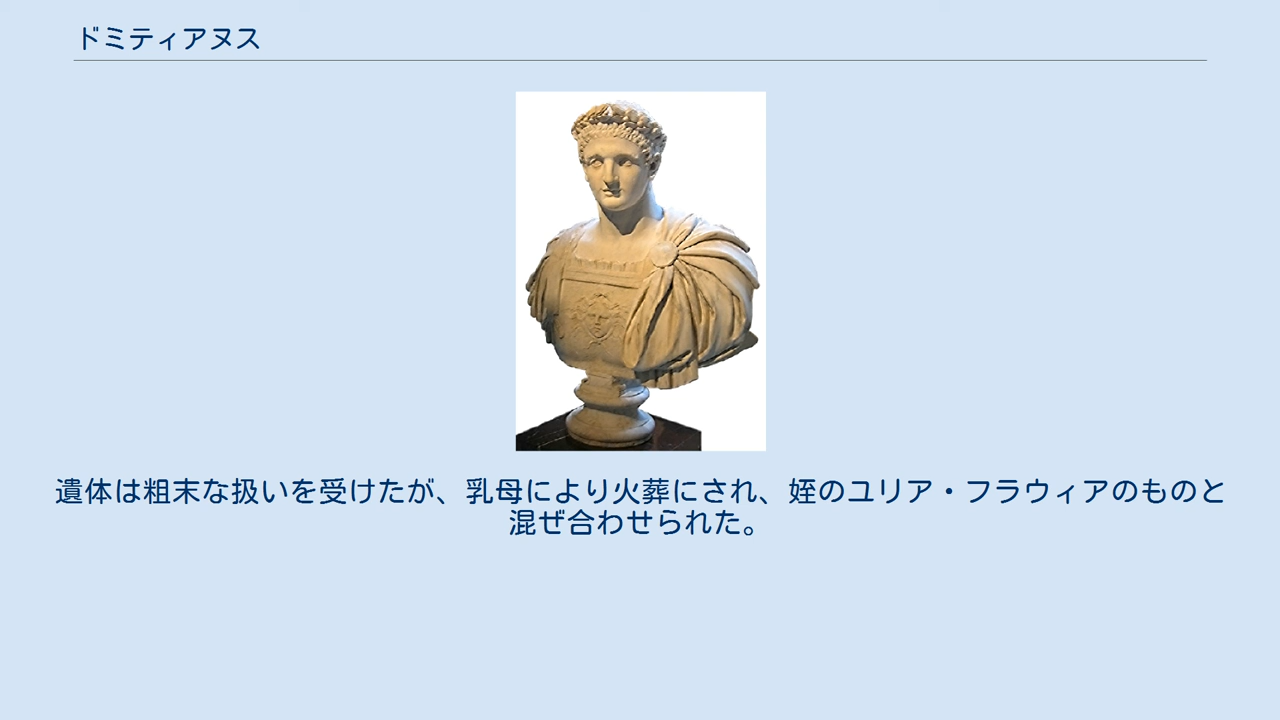 ドミティアヌス
遺体は粗末な扱いを受けたが、乳母により火葬にされ、姪のユリア・フラウィアのものと
混ぜ合わせられた。